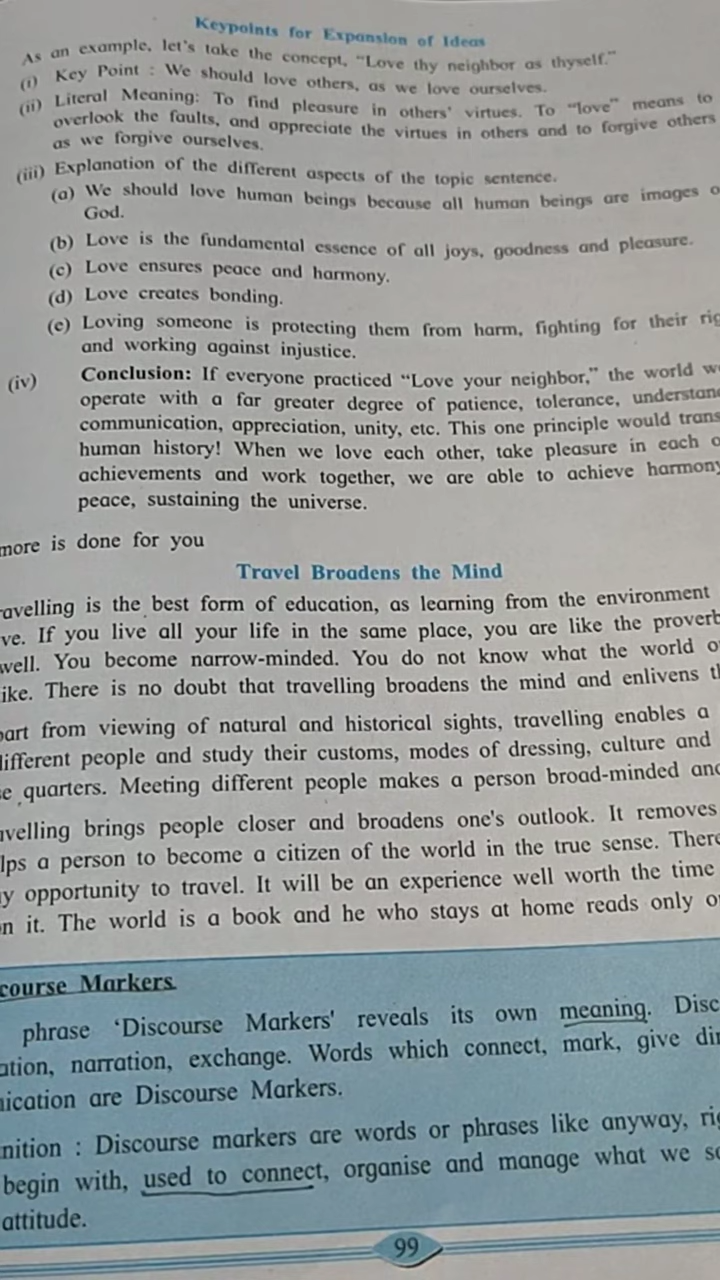 Keypoints for Expansion of Ideas
As an example, let's take the concept, "Love thy neighbor as thyself."
(i) Key Point : We should love others, as we love ourselves.
(ii) Literal Meaning: To find pleasure in others' virtues. To "love" means to
overlook the faults, and appreciate the virtues in others and to forgive others
as we forgive ourselves.
(iii) Explanation of the different aspects of the topic sentence.
(a) We should love human beings because all human beings are images o
God.
(b) Love is the fundamental essence of all joys, goodness and pleasure.
(c) Love ensures peace and harmony.
(d) Love creates bonding.
(e) Loving someone is protecting them from harm, fighting for their rig
and working against injustice.
(iv) Conclusion: If everyone practiced "Love your neighbor," the world w
operate with a far greater degree of patience, tolerance, understan
communication, appreciation, unity, etc. This one principle would trans
human history! When we love each other, take pleasure in each o
achievements and work together, we are able to achieve harmony
peace, sustaining the universe.
more is done for you
Travel Broadens the Mind
avelling is the best form of education, as learning from the environment
ve. If you live all your life in the same place, you are like the proverb
well. You become narrow-minded. You do not know what the world o
ike. There is no doubt that travelling broadens the mind and enlivens th
part from viewing of natural and historical sights, travelling enables a
different people and study their customs, modes of dressing, culture and
e quarters. Meeting different people makes a person broad-minded and
avelling brings people closer and broadens one's outlook. It removes
lps a person to become a citizen of the world in the true sense. There
y opportunity to travel. It will be an experience well worth the time
on it. The world is a book and he who stays at home reads only o
course Markers
phrase 'Discourse Markers' reveals its own meaning. Disc
ation, narration, exchange. Words which connect, mark, give dir
nication are Discourse Markers.
nition : Discourse markers are words or phrases like anyway, rig
begin with, used to connect, organise and manage what we sa
attitude.
99